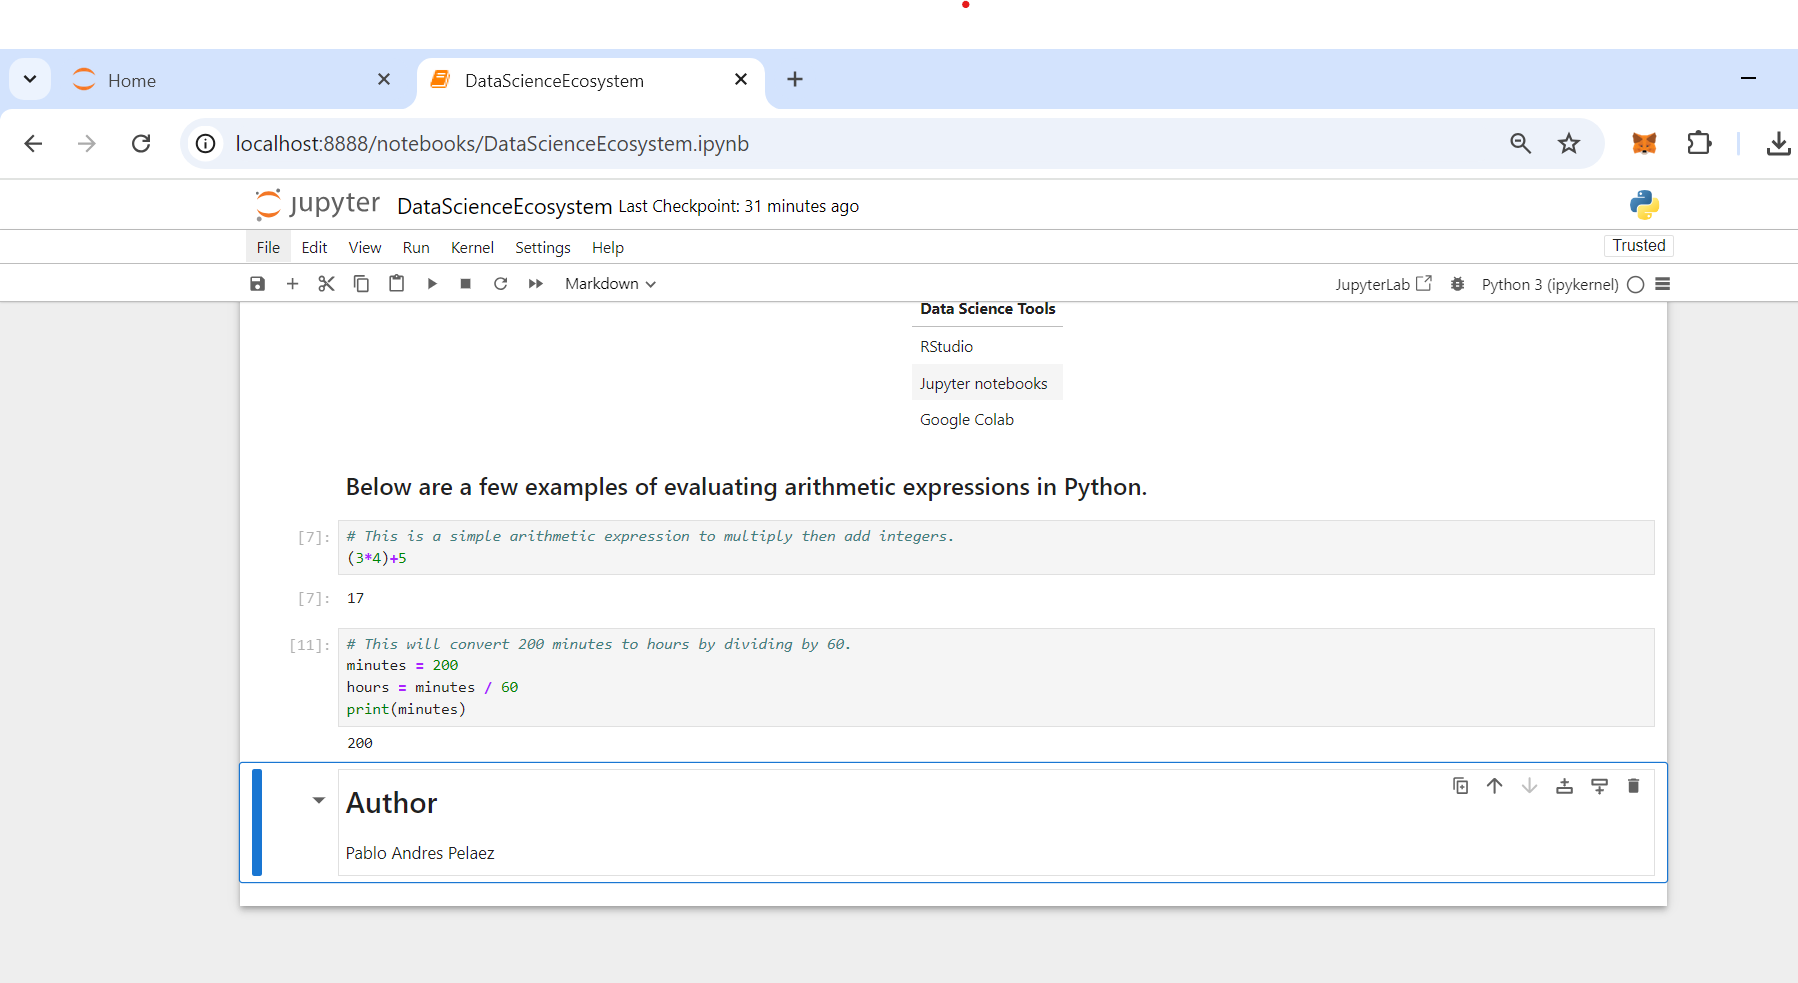 Home
DataScienceEcosystem
localhost:8888/notebooks/DataScienceEcosystem.ipynb
jupyter DataScienceEcosystem Last Checkpoint: 31 minutes ago
File Edit View Run Kernel Settings Help
Trusted
Markdown
JupyterLab
Python 3 (ipykernel)
Data Science Tools
RStudio
Jupyter notebooks
Google Colab
Below are a few examples of evaluating arithmetic expressions in Python.
[7]: # This is a simple arithmetic expression to multiply then add integers.
(3*4)+5
[7]: 17
[11]: # This will convert 200 minutes to hours by dividing by 60.
minutes = 200
hours = minutes / 60
print(minutes)
200
Author
Pablo Andres Pelaez